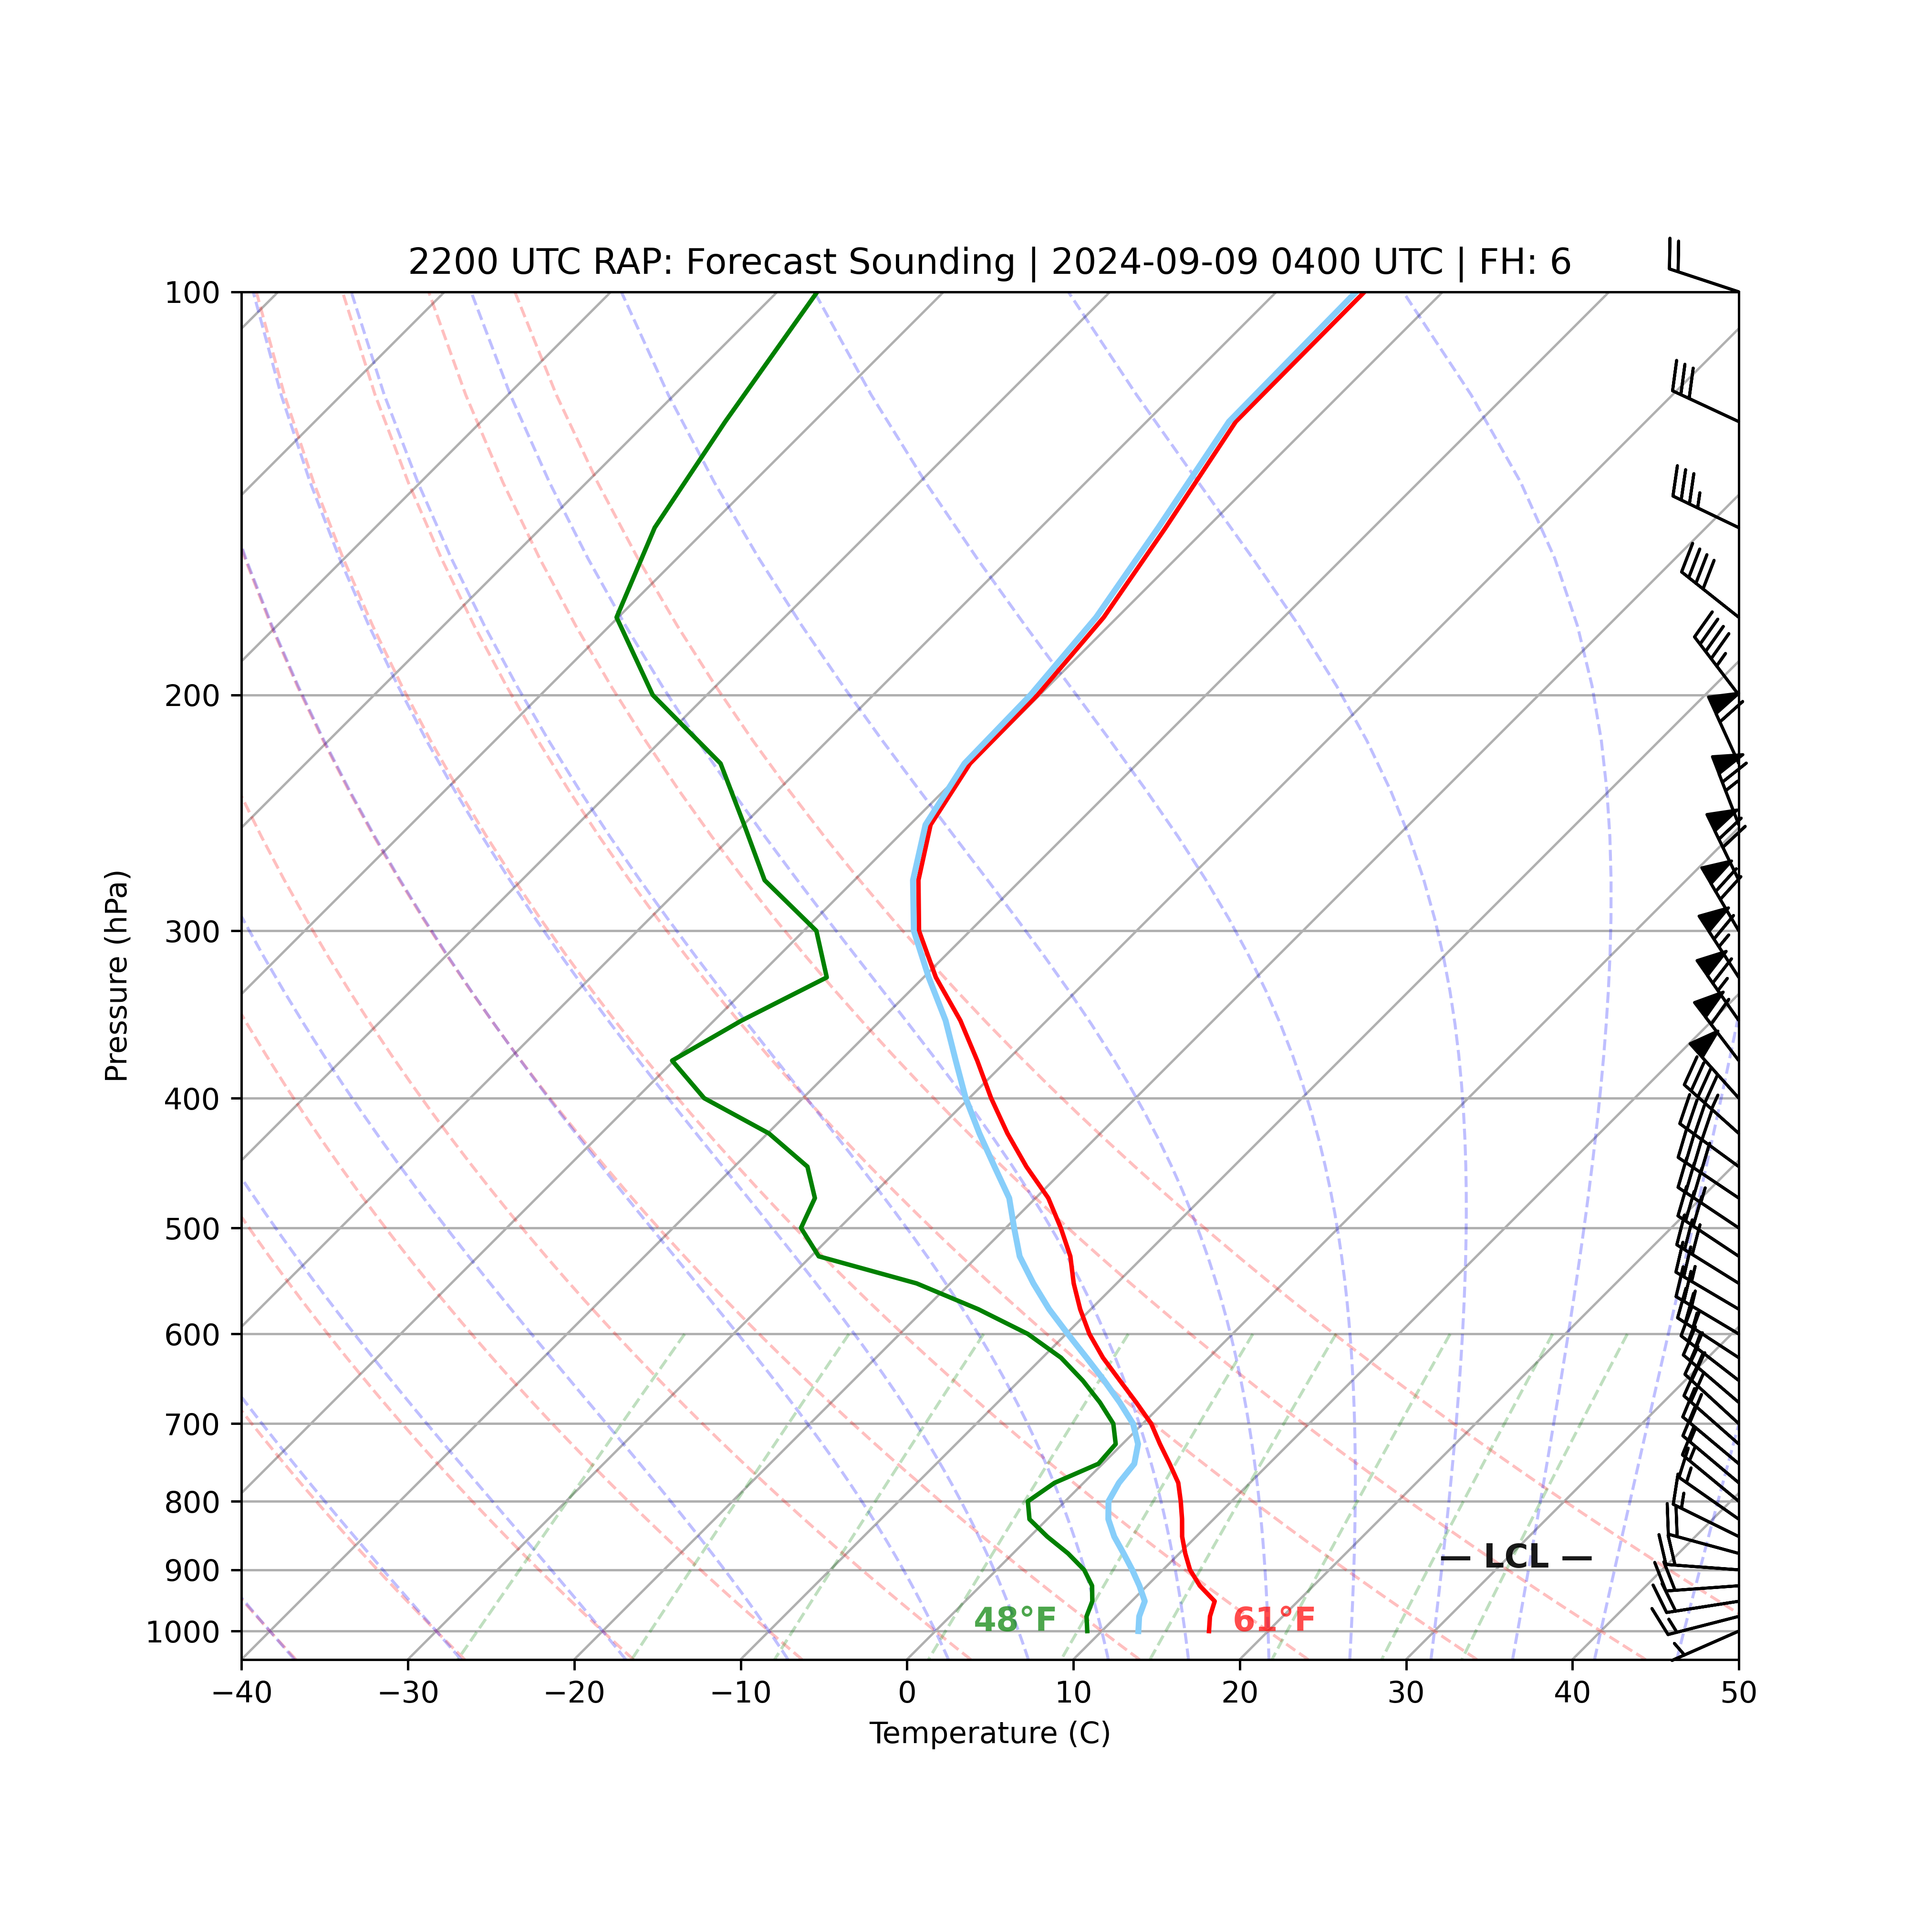 2200 UTC RAP: Forecast Sounding | 2024-09-09 0400 UTC | FH: 6
100
200
300
400
500
600
700
800
900
1000
Pressure (hPa)
— LCL —
48°F
61°F
−40 −30 −20 −10 0 10 20 30 40 50
Temperature (C)